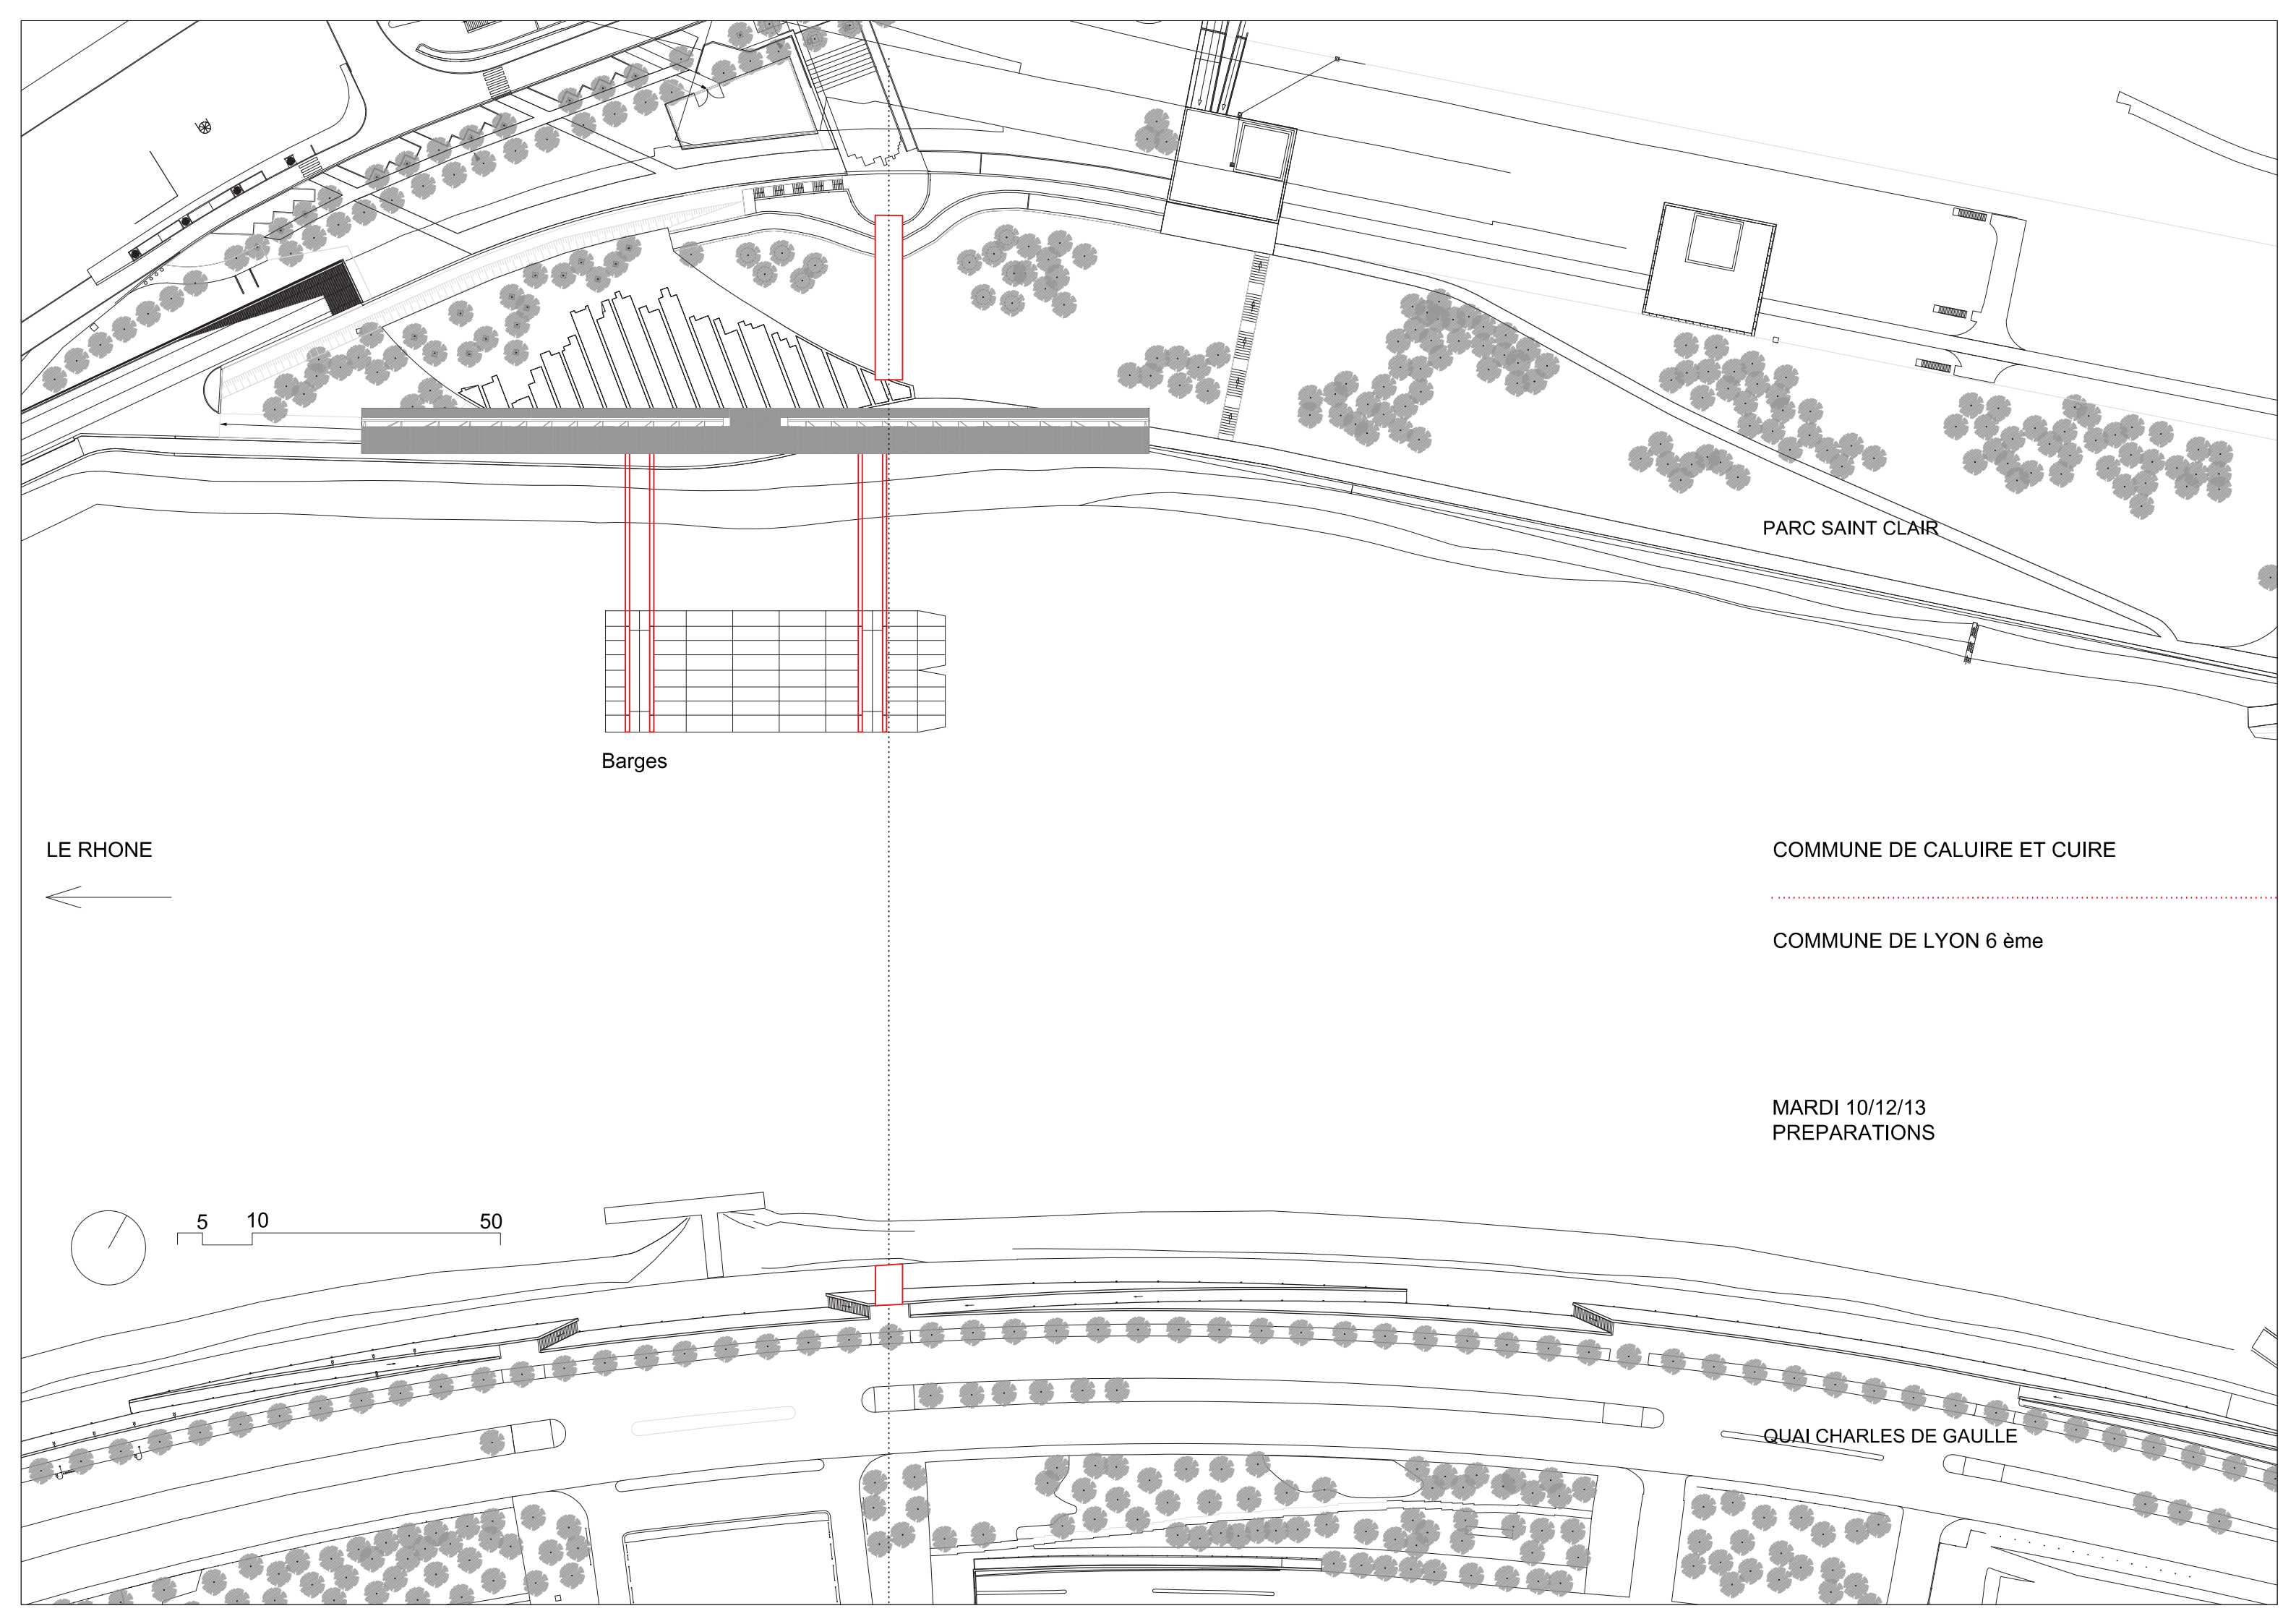 PARC SAINT CLAIR
Barges
LE RHONE
COMMUNE DE CALUIRE ET CUIRE
COMMUNE DE LYON 6 ème
MARDI 10/12/13
PREPARATIONS
5 10 50
QUAI CHARLES DE GAULLE